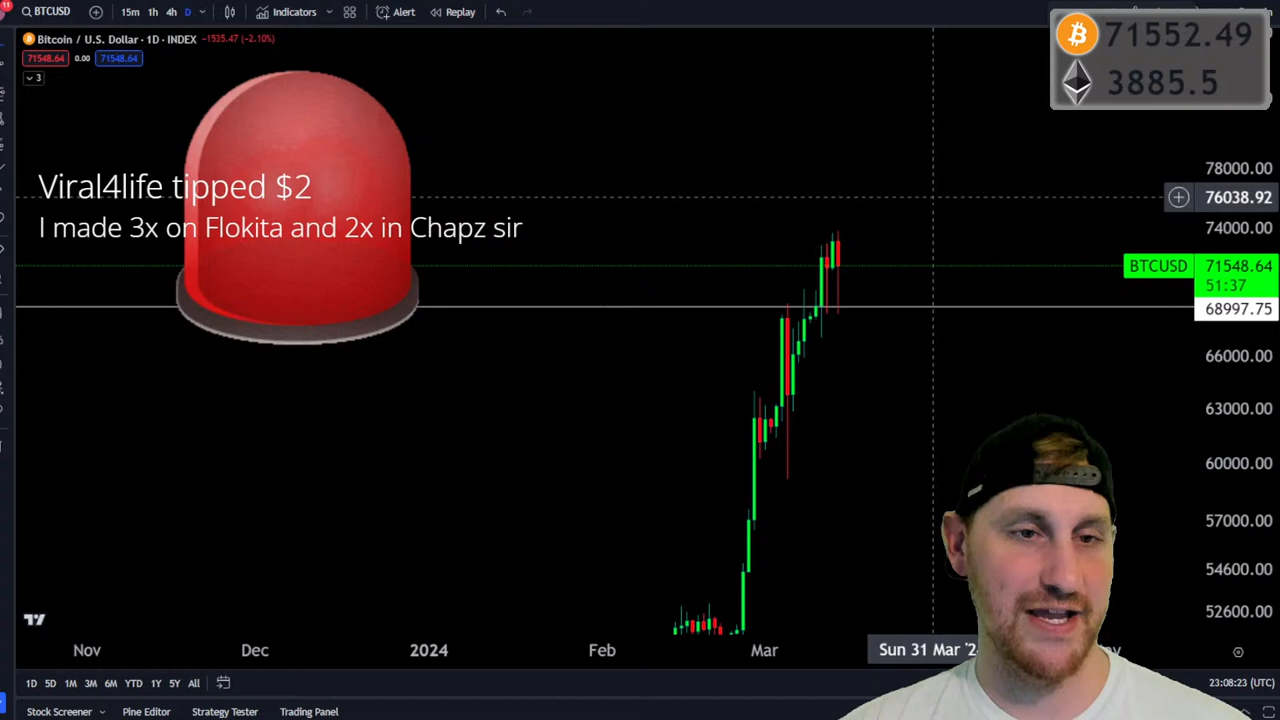 11
BTCUSD
15m 1h 4h D
Indicators
Alert
Replay
Bitcoin / U.S. Dollar · 1D · INDEX −1535.47 (−2.10%)
71548.64 0.00 71548.64
3
71552.49
3885.5
Viral4life tipped $2
I made 3x on Flokita and 2x in Chapz sir
78000.00
76038.92
74000.00
BTCUSD 71548.64
51:37
68997.75
66000.00
63000.00
60000.00
57000.00
54600.00
52600.00
Nov Dec 2024 Feb Mar Sun 31 Mar '2
1D 5D 1M 3M 6M YTD 1Y 5Y All
23:08:23 (UTC)
Stock Screener Pine Editor Strategy Tester Trading Panel